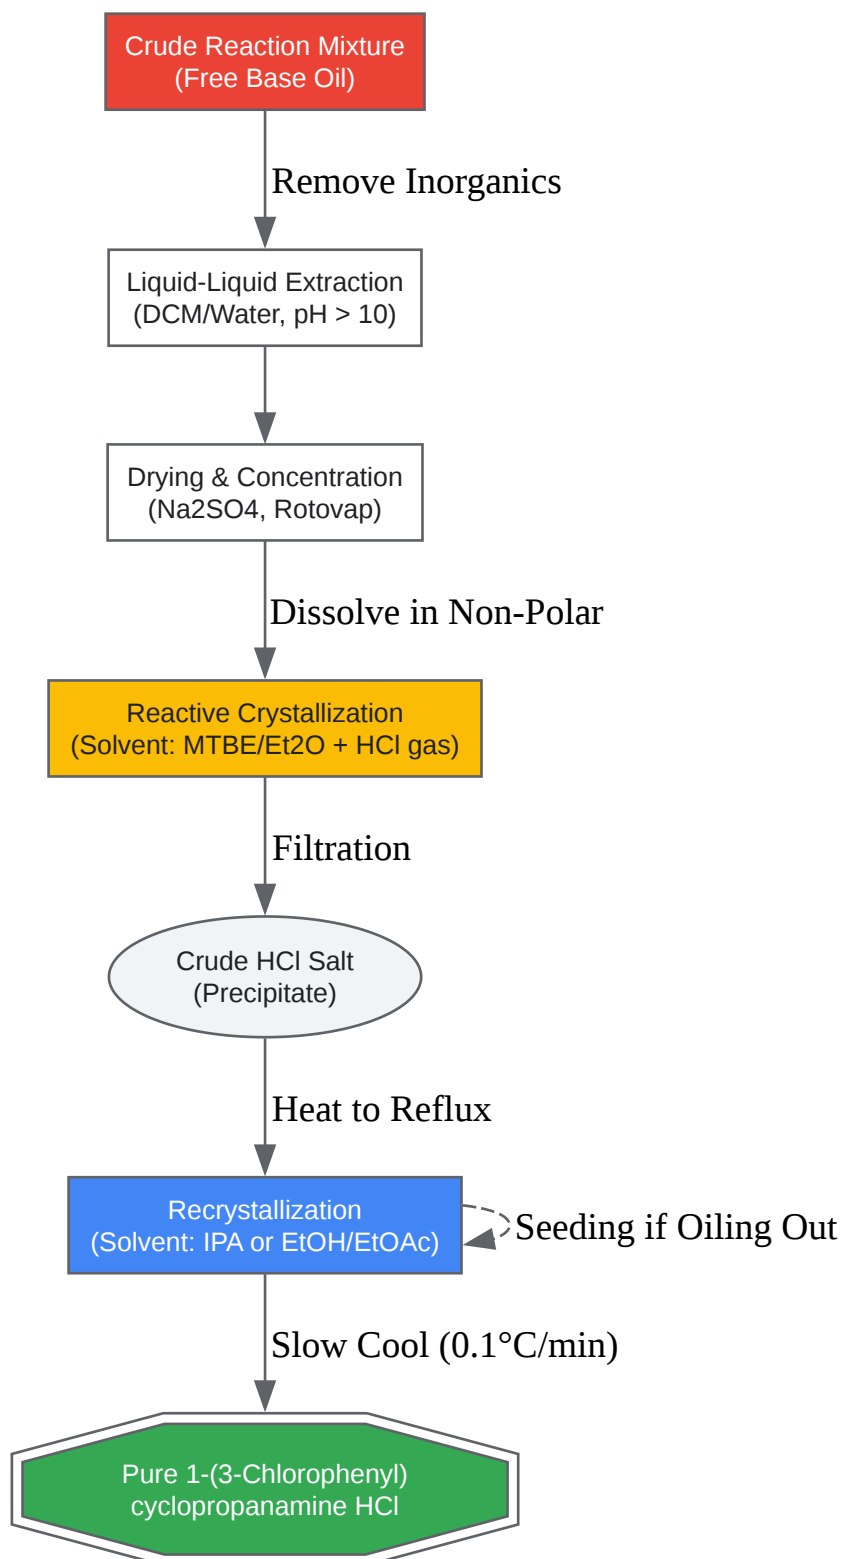 Crude Reaction Mixture
(Free Base Oil)
Remove Inorganics
Liquid-Liquid Extraction
(DCM/Water, pH > 10)
Drying & Concentration
(Na2SO4, Rotovap)
Dissolve in Non-Polar
Reactive Crystallization
(Solvent: MTBE/Et2O + HCl gas)
Filtration
Crude HCl Salt
(Precipitate)
Heat to Reflux
Recrystallization
(Solvent: IPA or EtOH/EtOAc)
Seeding if Oiling Out
Slow Cool (0.1°C/min)
Pure 1-(3-Chlorophenyl)
cyclopropanamine HCl